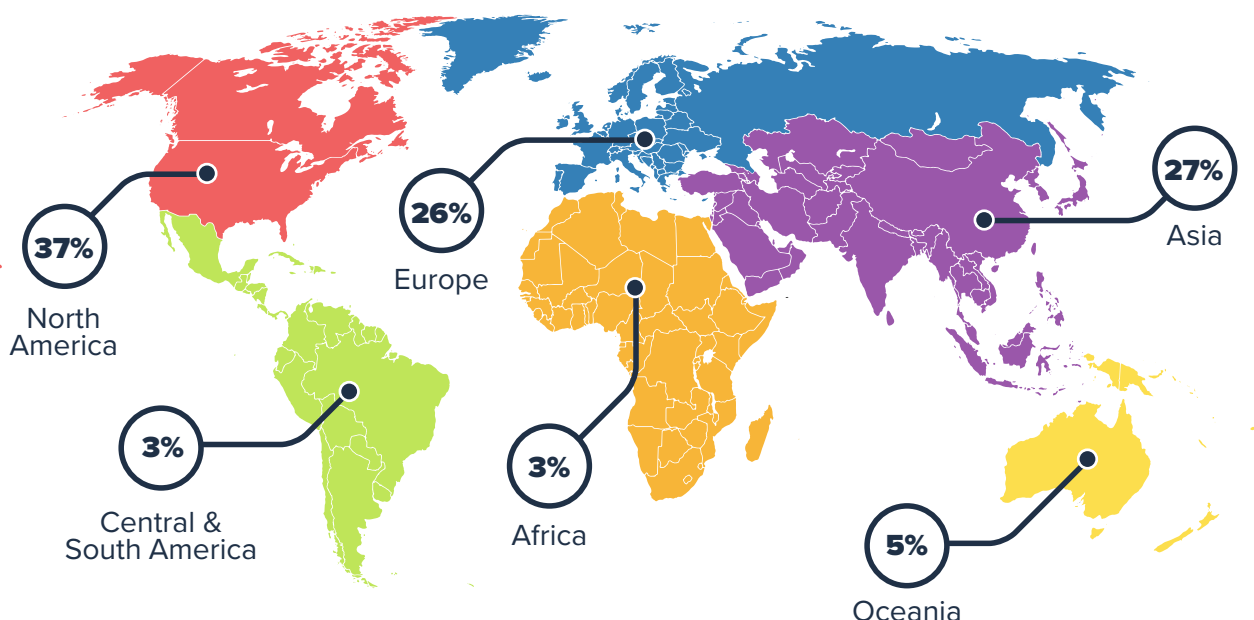 37%
North
America
26%
Europe
27%
Asia
3%
Central &
South America
3%
Africa
5%
Oceania